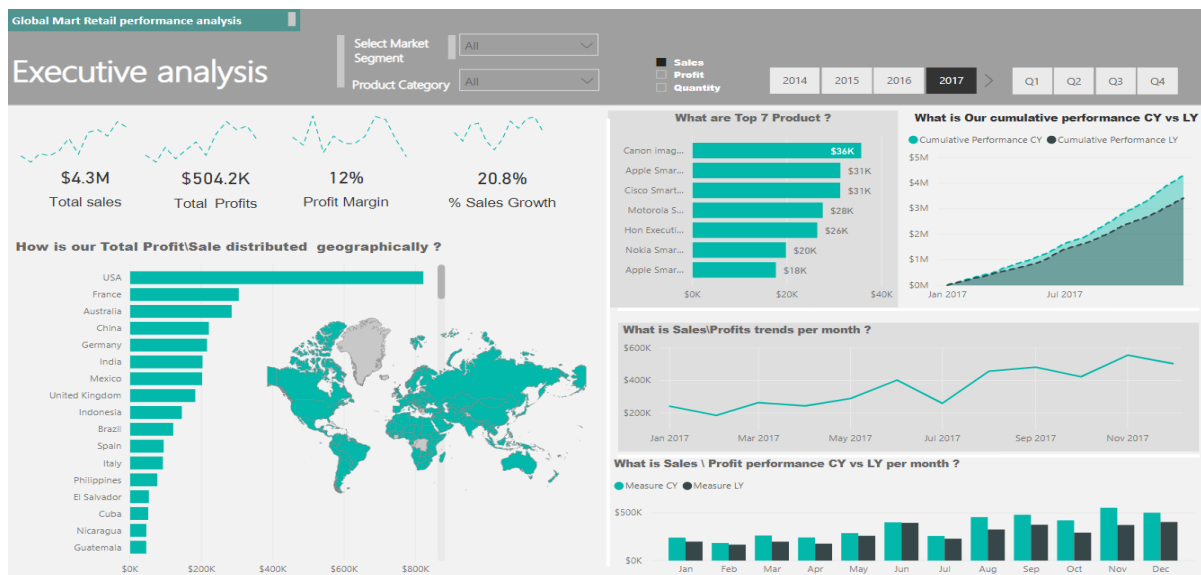 Global Mart Retail performance analysis
Executive analysis
Select Market
Segment
All
Product Category
All
Sales
Profit
Quantity
2014
2015
2016
2017
Q1
Q2
Q3
Q4
$4.3M
Total sales
$504.2K
Total Profits
12%
Profit Margin
20.8%
% Sales Growth
How is our Total Profit\Sale distributed geographically ?
USA
France
Australia
China
Germany
India
Mexico
United Kingdom
Indonesia
Brazil
Spain
Italy
Philippines
El Salvador
Cuba
Nicaragua
Guatemala
$0K
$200K
$400K
$600K
$800K
What are Top 7 Product ?
Canon imag... $36K
Apple Smar... $31K
Cisco Smart... $31K
Motorola S... $28K
Hon Executi... $26K
Nokia Smar... $20K
Apple Smar... $18K
$0K
$20K
$40K
What is Our cumulative performance CY vs LY
Cumulative Performance CY
Cumulative Performance LY
$5M
$4M
$3M
$2M
$1M
$0M
Jan 2017
Jul 2017
What is Sales\Profits trends per month ?
$600K
$400K
$200K
Jan 2017
Mar 2017
May 2017
Jul 2017
Sep 2017
Nov 2017
What is Sales \ Profit performance CY vs LY per month ?
Measure CY
Measure LY
$500K
$0K
Jan
Feb
Mar
Apr
May
Jun
Jul
Aug
Sep
Oct
Nov
Dec